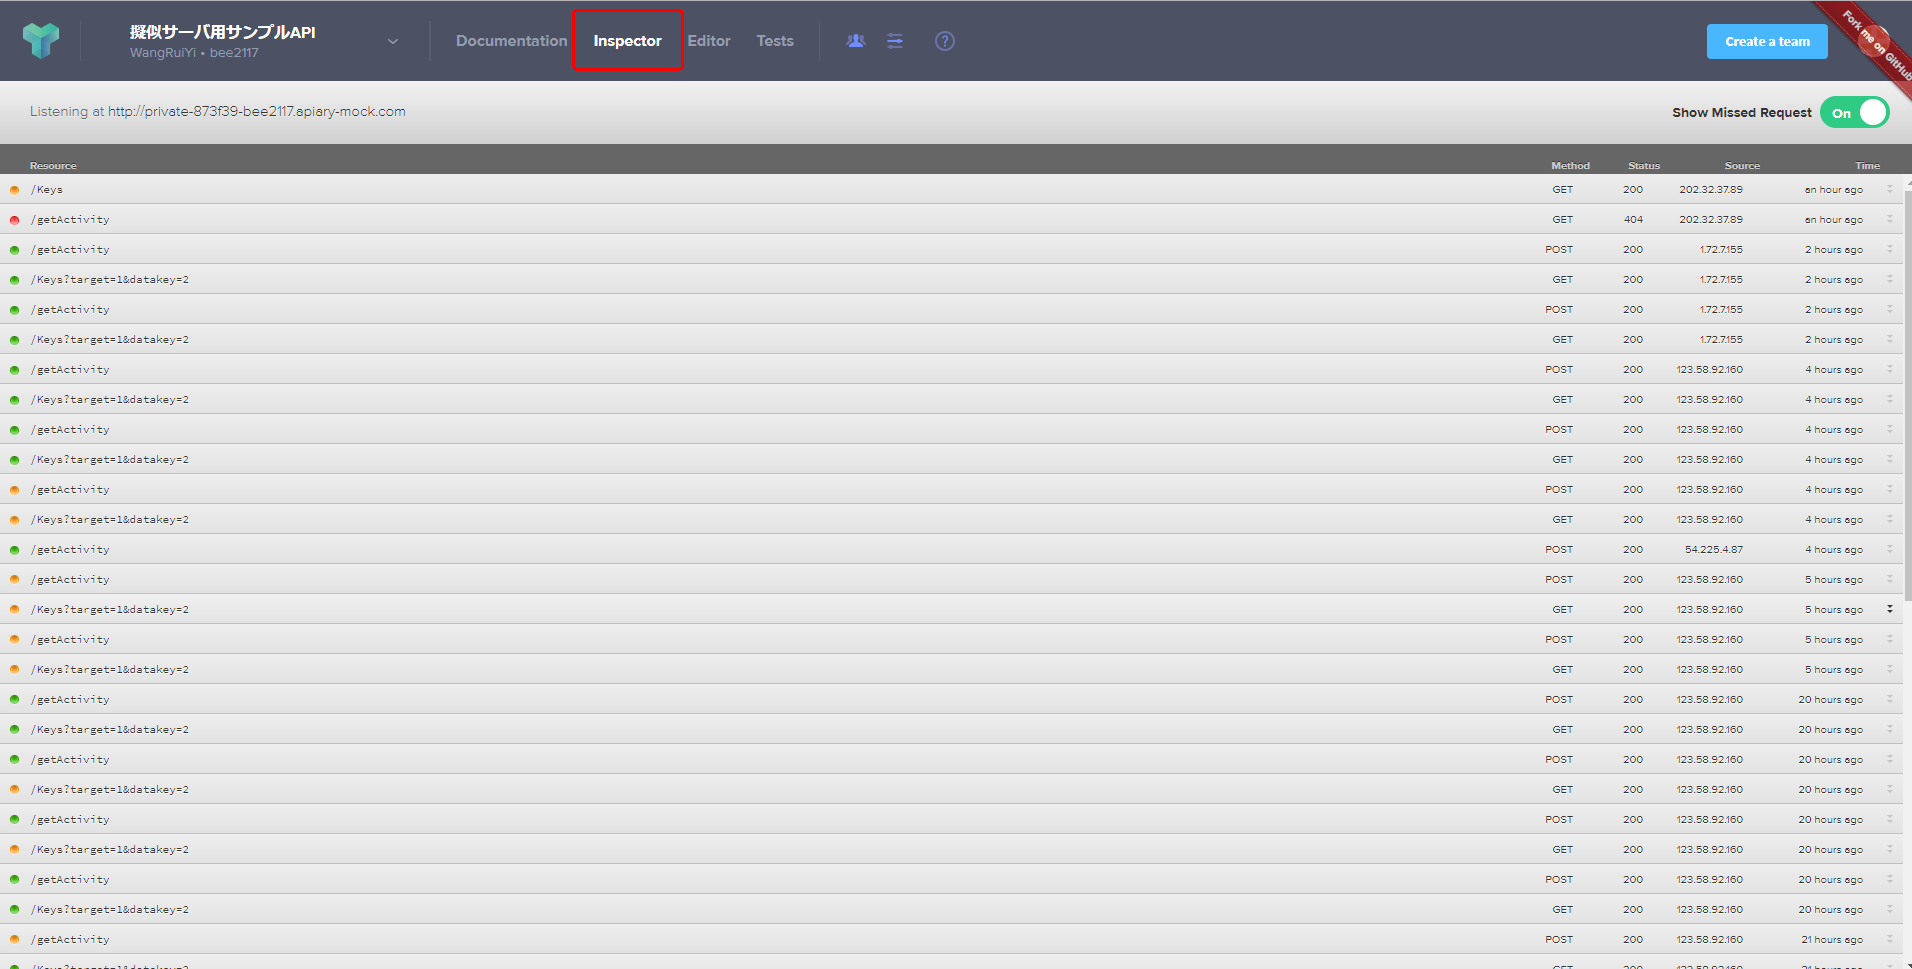 擬似サーバ用サンプルAPI
WangRuiYi • bee2117
Documentation Inspector Editor Tests
?
Create a team
Fork me on GitHub
Listening at http://private-873f39-bee2117.apiary-mock.com
Show Missed Request On
Resource Method Status Source Time
/Keys GET 200 202.32.37.89 an hour ago
/getActivity GET 404 202.32.37.89 an hour ago
/getActivity POST 200 1.72.7.155 2 hours ago
/Keys?target=1&datakey=2 GET 200 1.72.7.155 2 hours ago
/getActivity POST 200 1.72.7.155 2 hours ago
/Keys?target=1&datakey=2 GET 200 1.72.7.155 2 hours ago
/getActivity POST 200 123.58.92.160 4 hours ago
/Keys?target=1&datakey=2 GET 200 123.58.92.160 4 hours ago
/getActivity POST 200 123.58.92.160 4 hours ago
/Keys?target=1&datakey=2 GET 200 123.58.92.160 4 hours ago
/getActivity POST 200 123.58.92.160 4 hours ago
/Keys?target=1&datakey=2 GET 200 123.58.92.160 4 hours ago
/getActivity POST 200 54.225.4.87 4 hours ago
/getActivity POST 200 123.58.92.160 5 hours ago
/Keys?target=1&datakey=2 GET 200 123.58.92.160 5 hours ago
/getActivity POST 200 123.58.92.160 5 hours ago
/Keys?target=1&datakey=2 GET 200 123.58.92.160 5 hours ago
/getActivity POST 200 123.58.92.160 20 hours ago
/Keys?target=1&datakey=2 GET 200 123.58.92.160 20 hours ago
/getActivity POST 200 123.58.92.160 20 hours ago
/Keys?target=1&datakey=2 GET 200 123.58.92.160 20 hours ago
/getActivity POST 200 123.58.92.160 20 hours ago
/Keys?target=1&datakey=2 GET 200 123.58.92.160 20 hours ago
/getActivity POST 200 123.58.92.160 20 hours ago
/Keys?target=1&datakey=2 GET 200 123.58.92.160 20 hours ago
/getActivity POST 200 123.58.92.160 21 hours ago
/Keys?target=1&datakey=2 GET 200 123.58.92.160 21 hours ago